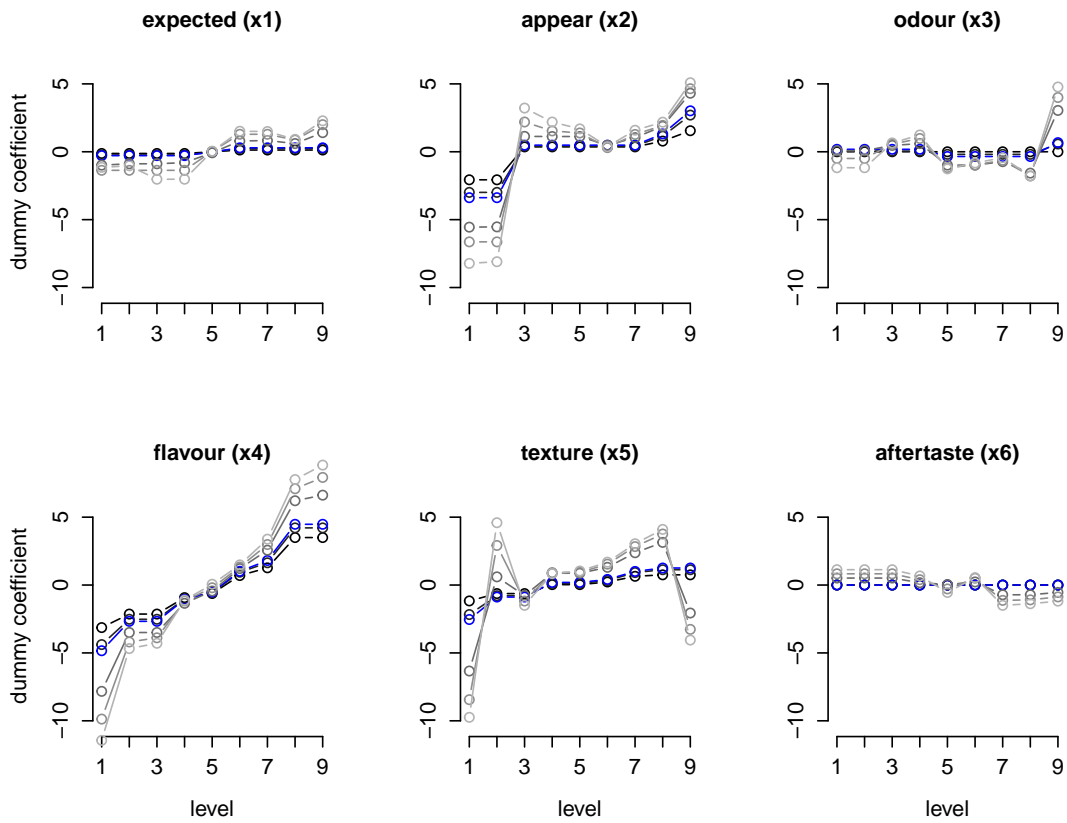 expected (x1)
appear (x2)
odour (x3)
dummy coefficient
5
0
−5
−10
1 3 5 7 9
5
0
−5
−10
1 3 5 7 9
5
0
−5
−10
1 3 5 7 9
flavour (x4)
texture (x5)
aftertaste (x6)
dummy coefficient
5
0
−5
−10
1 3 5 7 9
level
5
0
−5
−10
1 3 5 7 9
level
5
0
−5
−10
1 3 5 7 9
level